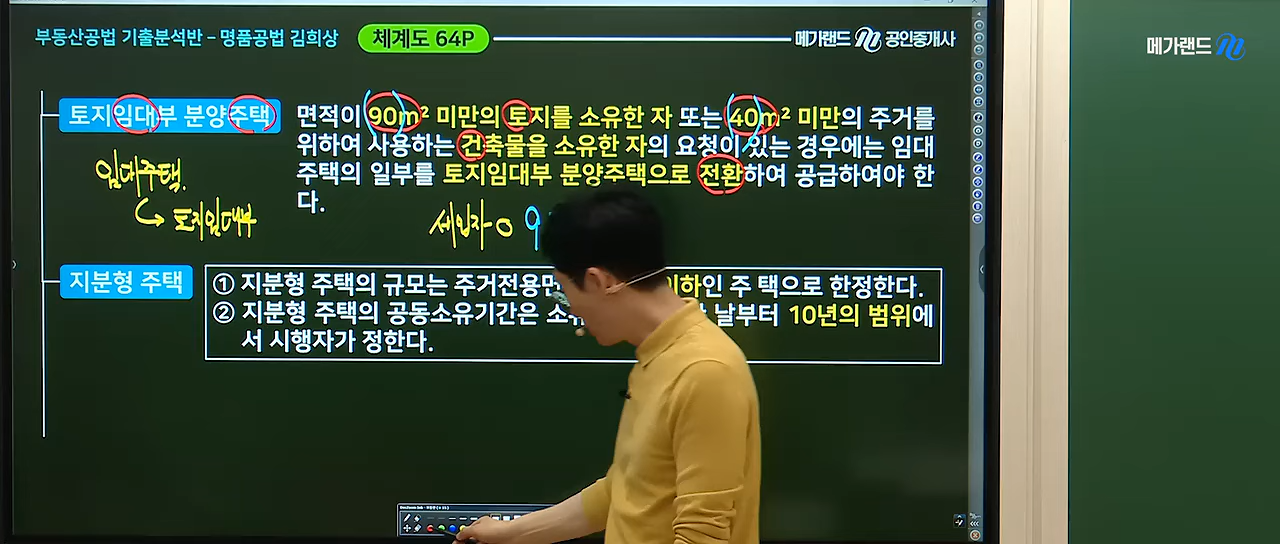 부동산공법 기출분석반 – 명품공법 김희상
체계도 64P
메가랜드 공인중개사
메가랜드
토지임대부 분양주택
면적이 90m² 미만의 토지를 소유한 자 또는 40m² 미만의 주거를
위하여 사용하는 건축물을 소유한 자의 요청이 있는 경우에는 임대
주택의 일부를 토지임대부 분양주택으로 전환하여 공급하여야 한
다.
임대주택.
토지임대부
세입자 0 9
지분형 주택
① 지분형 주택의 규모는 주거전용면 이하인 주 택으로 한정한다.
② 지분형 주택의 공동소유기간은 소 날부터 10년의 범위에
서 시행자가 정한다.